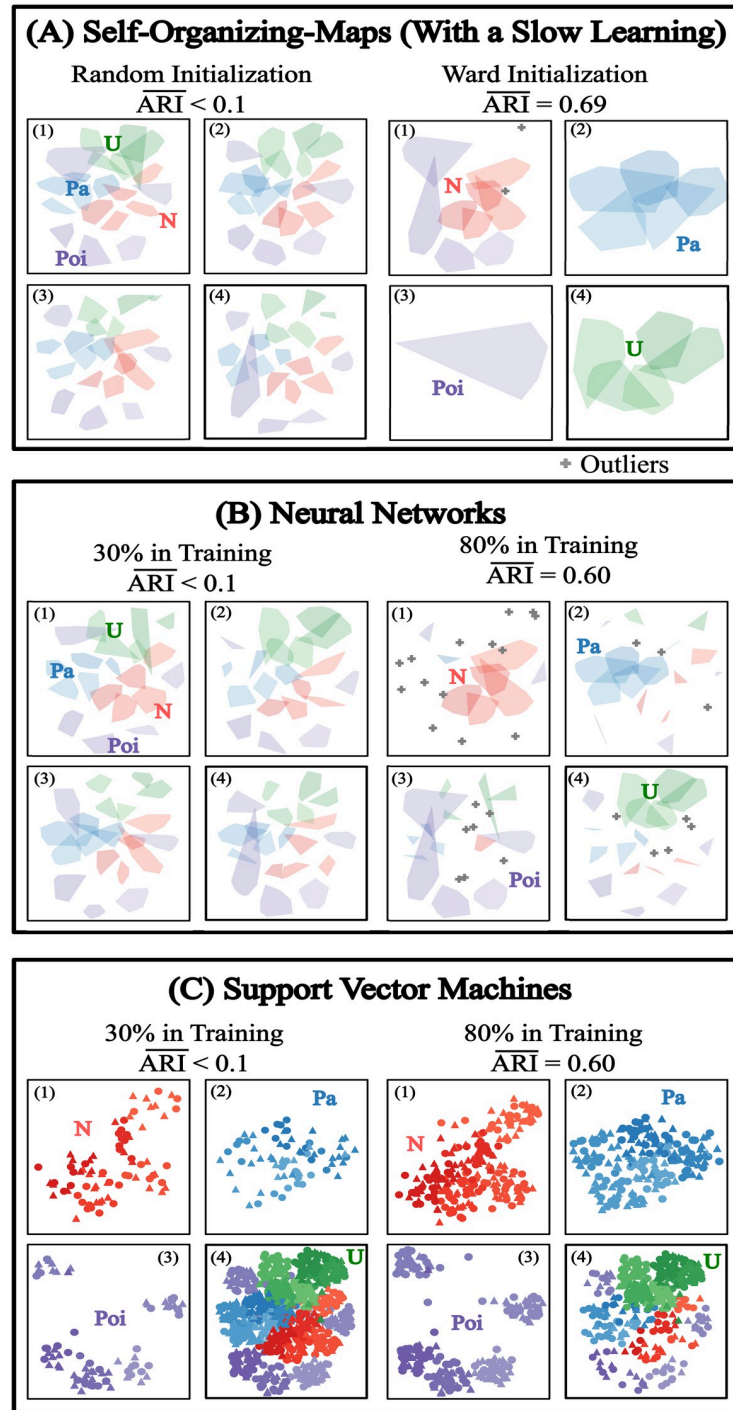 (A) Self-Organizing-Maps (With a Slow Learning)
Random Initialization
ARI < 0.1
Ward Initialization
ARI = 0.69
(1)
U
Pa
N
Poi
(2)
(1)
N
(2)
Pa
(3)
(4)
(3)
Poi
(4)
U
Outliers
(B) Neural Networks
30% in Training
ARI < 0.1
80% in Training
ARI = 0.60
(1)
U
Pa
N
Poi
(2)
(1)
N
(2)
Pa
(3)
(4)
(3)
Poi
(4)
U
(C) Support Vector Machines
30% in Training
ARI < 0.1
80% in Training
ARI = 0.60
(1)
N
(2)
Pa
(1)
N
(2)
Pa
(3)
Poi
(4)
U
(3)
Poi
(4)
U